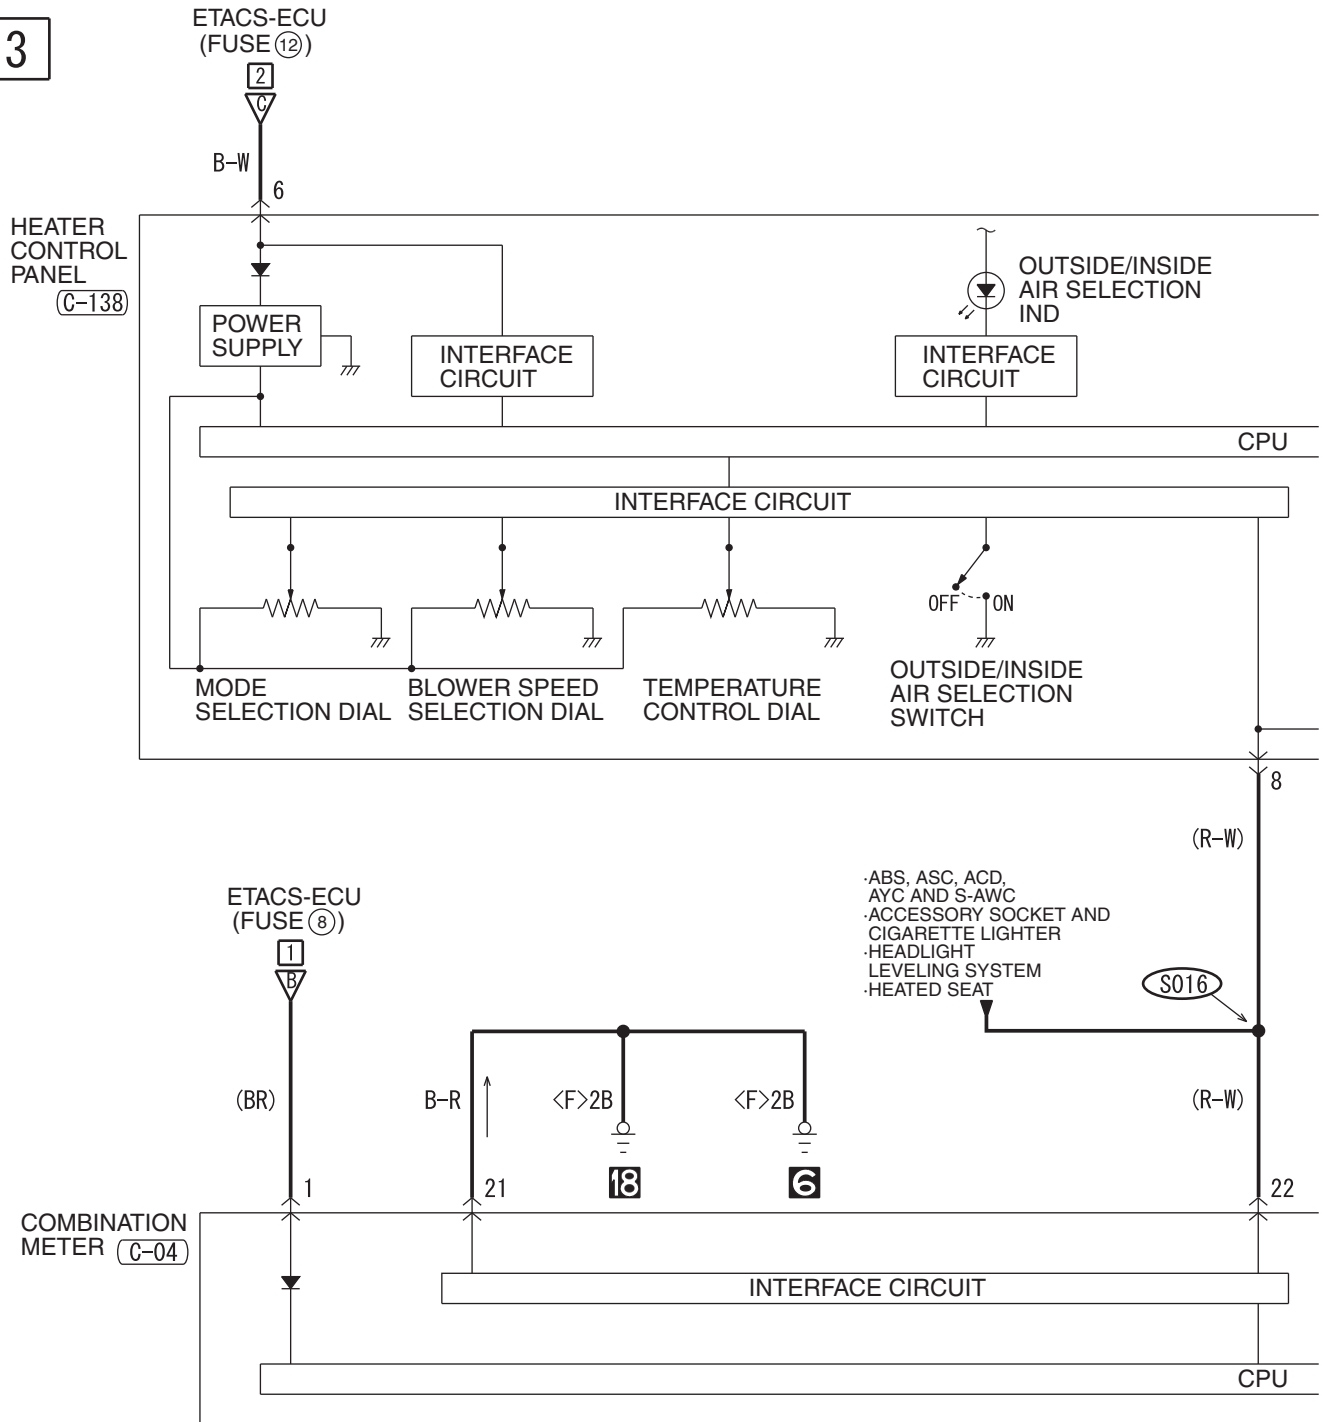 3
ETACS-ECU
(FUSE ⑫)
2
C
B-W
6
HEATER
CONTROL
PANEL
C-138
OUTSIDE/INSIDE
AIR SELECTION
IND
POWER
SUPPLY
INTERFACE
CIRCUIT
INTERFACE
CIRCUIT
CPU
INTERFACE CIRCUIT
OFF
ON
MODE
SELECTION DIAL
BLOWER SPEED
SELECTION DIAL
TEMPERATURE
CONTROL DIAL
OUTSIDE/INSIDE
AIR SELECTION
SWITCH
8
(R-W)
ETACS-ECU
(FUSE ⑧)
1
B
·ABS, ASC, ACD,
AYC AND S-AWC
·ACCESSORY SOCKET AND
CIGARETTE LIGHTER
·HEADLIGHT
LEVELING SYSTEM
·HEATED SEAT
S016
(BR)
B-R
<F>2B
<F>2B
(R-W)
18
6
1
21
22
COMBINATION
METER C-04
INTERFACE CIRCUIT
CPU